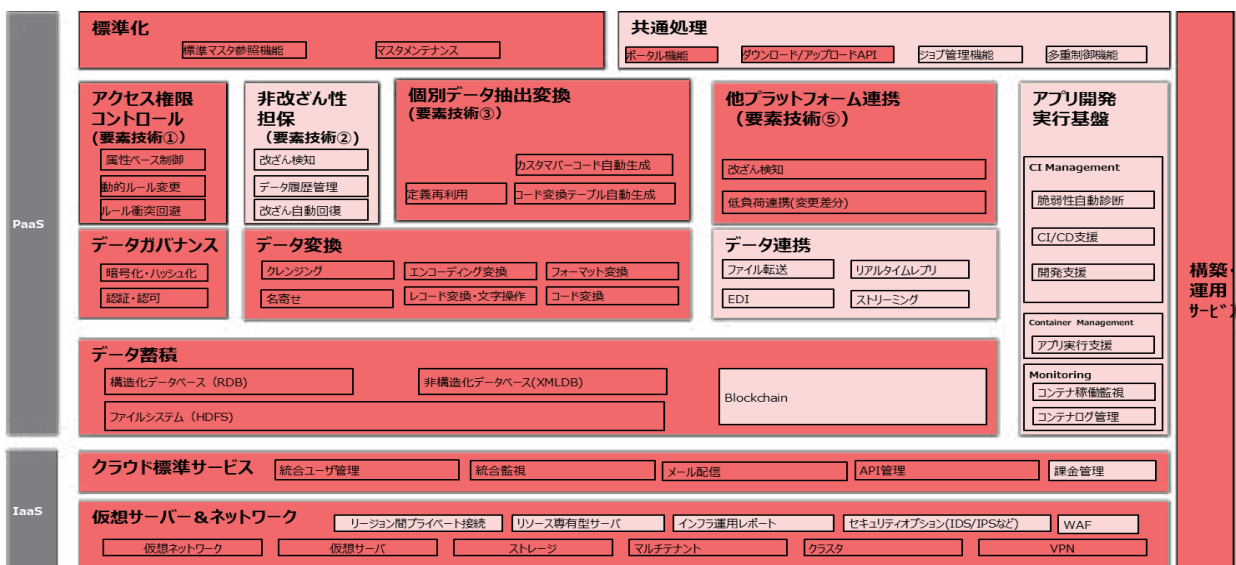 標準化
標準マスタ参照機能
マスタメンテナンス
共通処理
ポータル機能
ダウンロード/アップロードAPI
ジョブ管理機能
多重制御機能
PaaS
アクセス権限
コントロール
(要素技術①)
属性ベース制御
動的ルール変更
ルール衝突回避
非改ざん性
担保
(要素技術②)
改ざん検知
データ履歴管理
改ざん自動回復
個別データ抽出変換
(要素技術③)
カスタマバーコード自動生成
定義再利用
コード変換テーブル自動生成
他プラットフォーム連携
(要素技術⑤)
改ざん検知
低負荷連携(変更差分)
アプリ開発
実行基盤
CI Management
脆弱性自動診断
CI/CD支援
開発支援
Container Management
アプリ実行支援
Monitoring
コンテナ稼働監視
コンテナログ管理
データガバナンス
暗号化・ハッシュ化
認証・認可
データ変換
クレンジング
エンコーディング変換
フォーマット変換
名寄せ
レコード変換・文字操作
コード変換
データ連携
ファイル転送
リアルタイムレプリ
EDI
ストリーミング
データ蓄積
構造化データベース(RDB)
非構造化データベース(XMLDB)
ファイルシステム(HDFS)
Blockchain
構築・
運用
サービス
IaaS
クラウド標準サービス
統合ユーザ管理
統合監視
メール配信
API管理
課金管理
仮想サーバー&ネットワーク
リージョン間プライベート接続
リソース専有型サーバ
インフラ運用レポート
セキュリティオプション(IDS/IPSなど)
WAF
仮想ネットワーク
仮想サーバ
ストレージ
マルチテナント
クラスタ
VPN